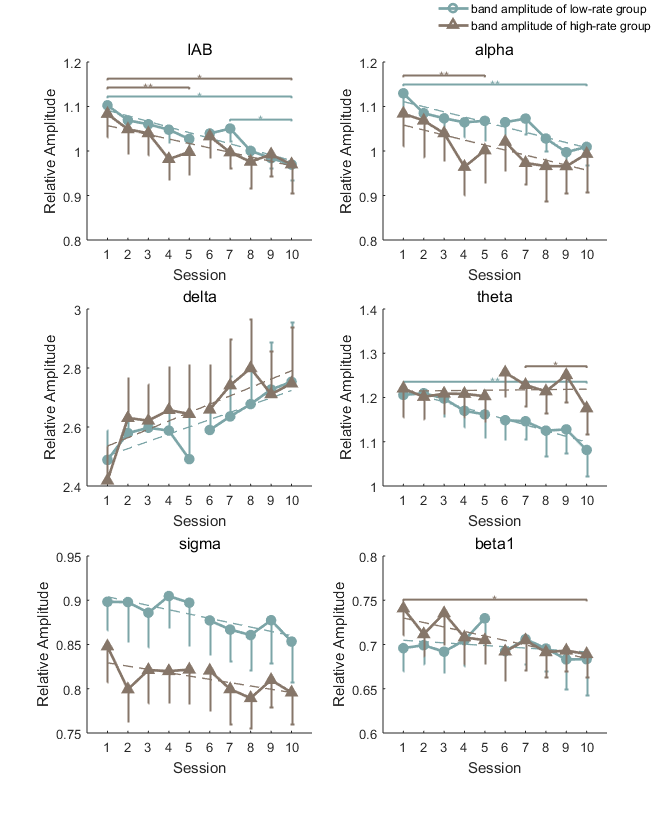 band amplitude of low-rate group
band amplitude of high-rate group
IAB
alpha
Relative Amplitude
1.2
1.1
1
0.9
0.8
*
**
*
*
1 2 3 4 5 6 7 8 9 10
Session
Relative Amplitude
1.2
1.1
1
0.9
0.8
**
**
1 2 3 4 5 6 7 8 9 10
Session
delta
theta
Relative Amplitude
3
2.8
2.6
2.4
1 2 3 4 5 6 7 8 9 10
Session
Relative Amplitude
1.4
1.3
1.2
1.1
1
*
**
1 2 3 4 5 6 7 8 9 10
Session
sigma
beta1
Relative Amplitude
0.95
0.9
0.85
0.8
0.75
1 2 3 4 5 6 7 8 9 10
Session
Relative Amplitude
0.8
0.75
0.7
0.65
0.6
*
1 2 3 4 5 6 7 8 9 10
Session